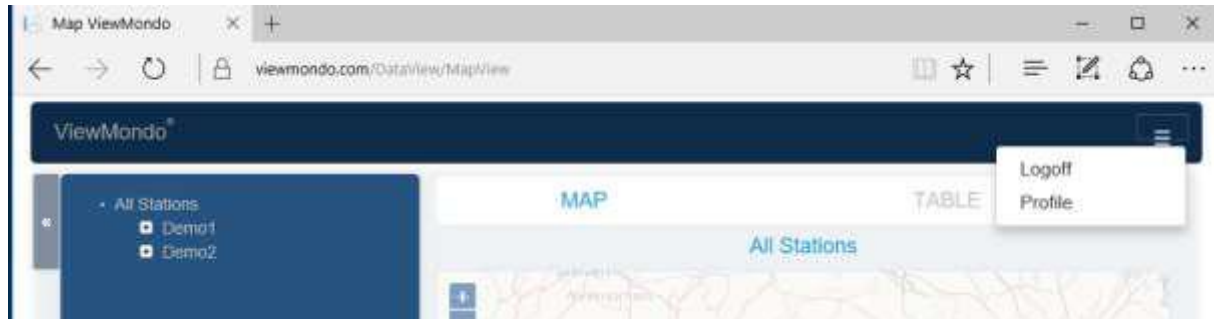 Map ViewMondo
viewmondo.com/DataView/MapView
ViewMondo®
Logoff
Profile
All Stations
Demo1
Demo2
MAP
TABLE
All Stations